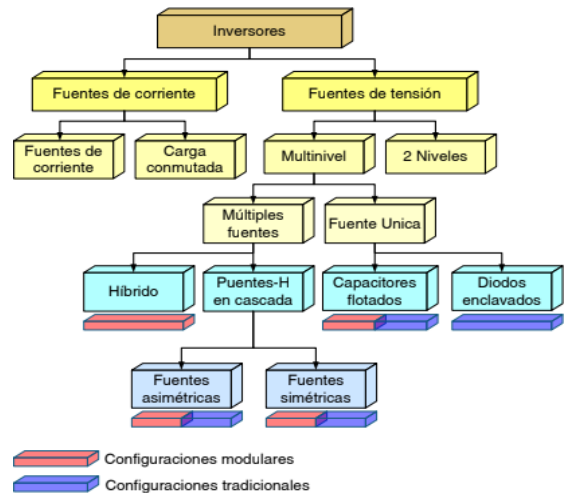 Inversores
Fuentes de corriente
Fuentes de tensión
Fuentes de
corriente
Carga
conmutada
Multinivel
2 Niveles
Múltiples
fuentes
Fuente Unica
Híbrido
Puentes-H
en cascada
Capacitores
flotados
Diodos
enclavados
Fuentes
asimétricas
Fuentes
simétricas
Configuraciones modulares
Configuraciones tradicionales